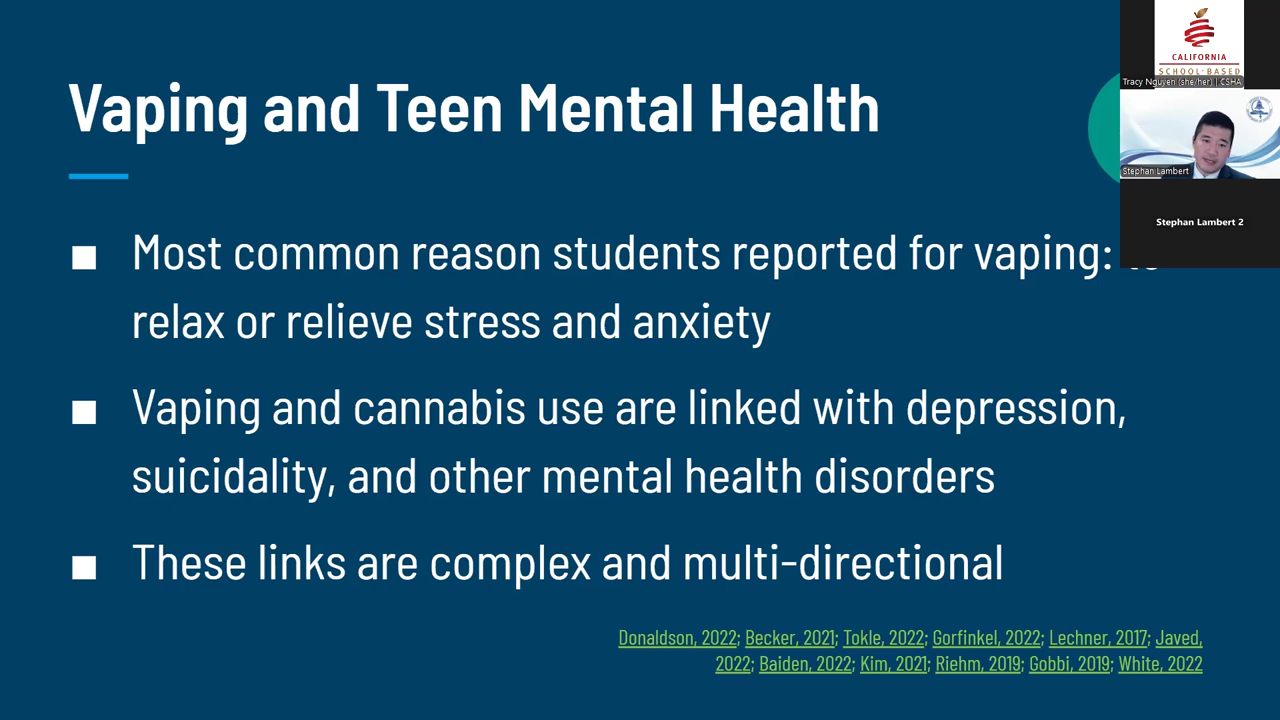 Vaping and Teen Mental Health
■ Most common reason students reported for vaping: to
relax or relieve stress and anxiety
■ Vaping and cannabis use are linked with depression,
suicidality, and other mental health disorders
■ These links are complex and multi-directional
Donaldson, 2022; Becker, 2021; Tokle, 2022; Gorfinkel, 2022; Lechner, 2017; Javed,
2022; Baiden, 2022; Kim, 2021; Riehm, 2019; Gobbi, 2019; White, 2022
CALIFORNIA
SCHOOL-BASED
Tracy Nguyen (she/her) | CSHA
Stephan Lambert
Stephan Lambert 2